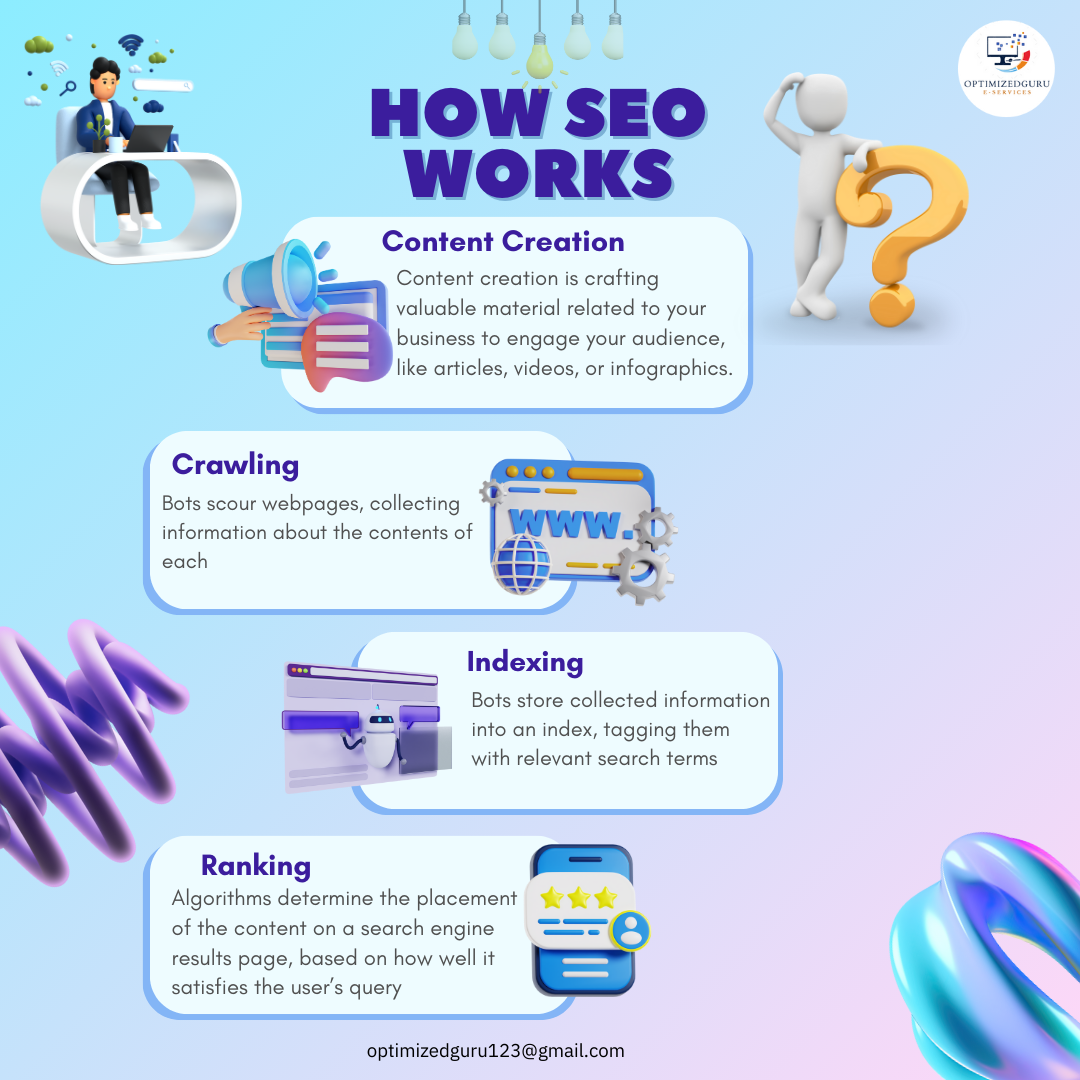 OPTIMIZEDGURU
E-SERVICES
HOW SEO
WORKS
Content Creation
Content creation is crafting
valuable material related to your
business to engage your audience,
like articles, videos, or infographics.
Crawling
Bots scour webpages, collecting
information about the contents of
each
www.
Indexing
Bots store collected information
into an index, tagging them
with relevant search terms
Ranking
Algorithms determine the placement
of the content on a search engine
results page, based on how well it
satisfies the user’s query
optimizedguru123@gmail.com